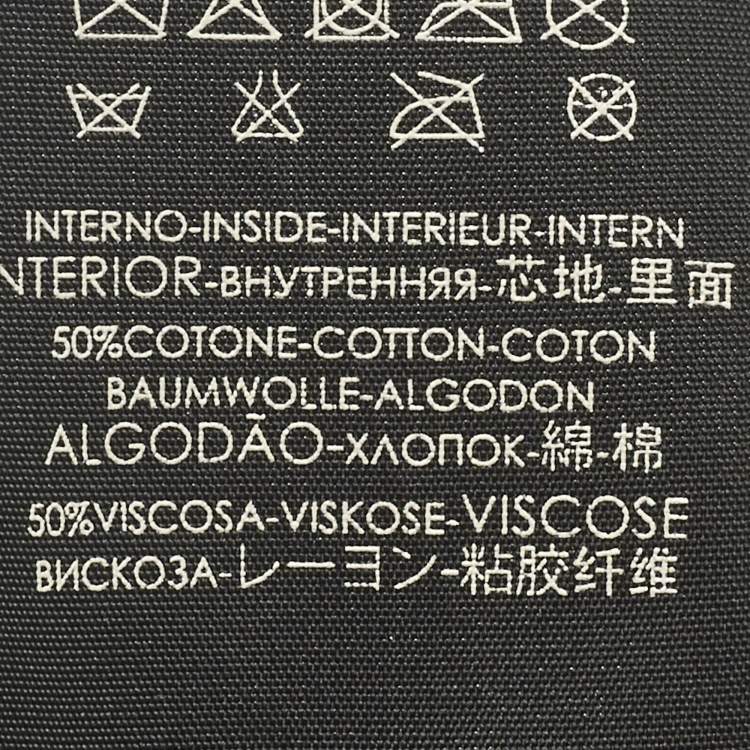 INTERNO-INSIDE-INTERIEUR-INTERN
NTERIOR-ВНУТРЕННЯЯ-芯地-里面
50%COTONE-COTTON-COTON
BAUMWOLLE-ALGODON
ALGODÃO-ХЛОПОК-綿-棉
50%VISCOSA-VISKOSE-VISCOSE
ВИСКОЗА-レーヨン-粘胶纤维